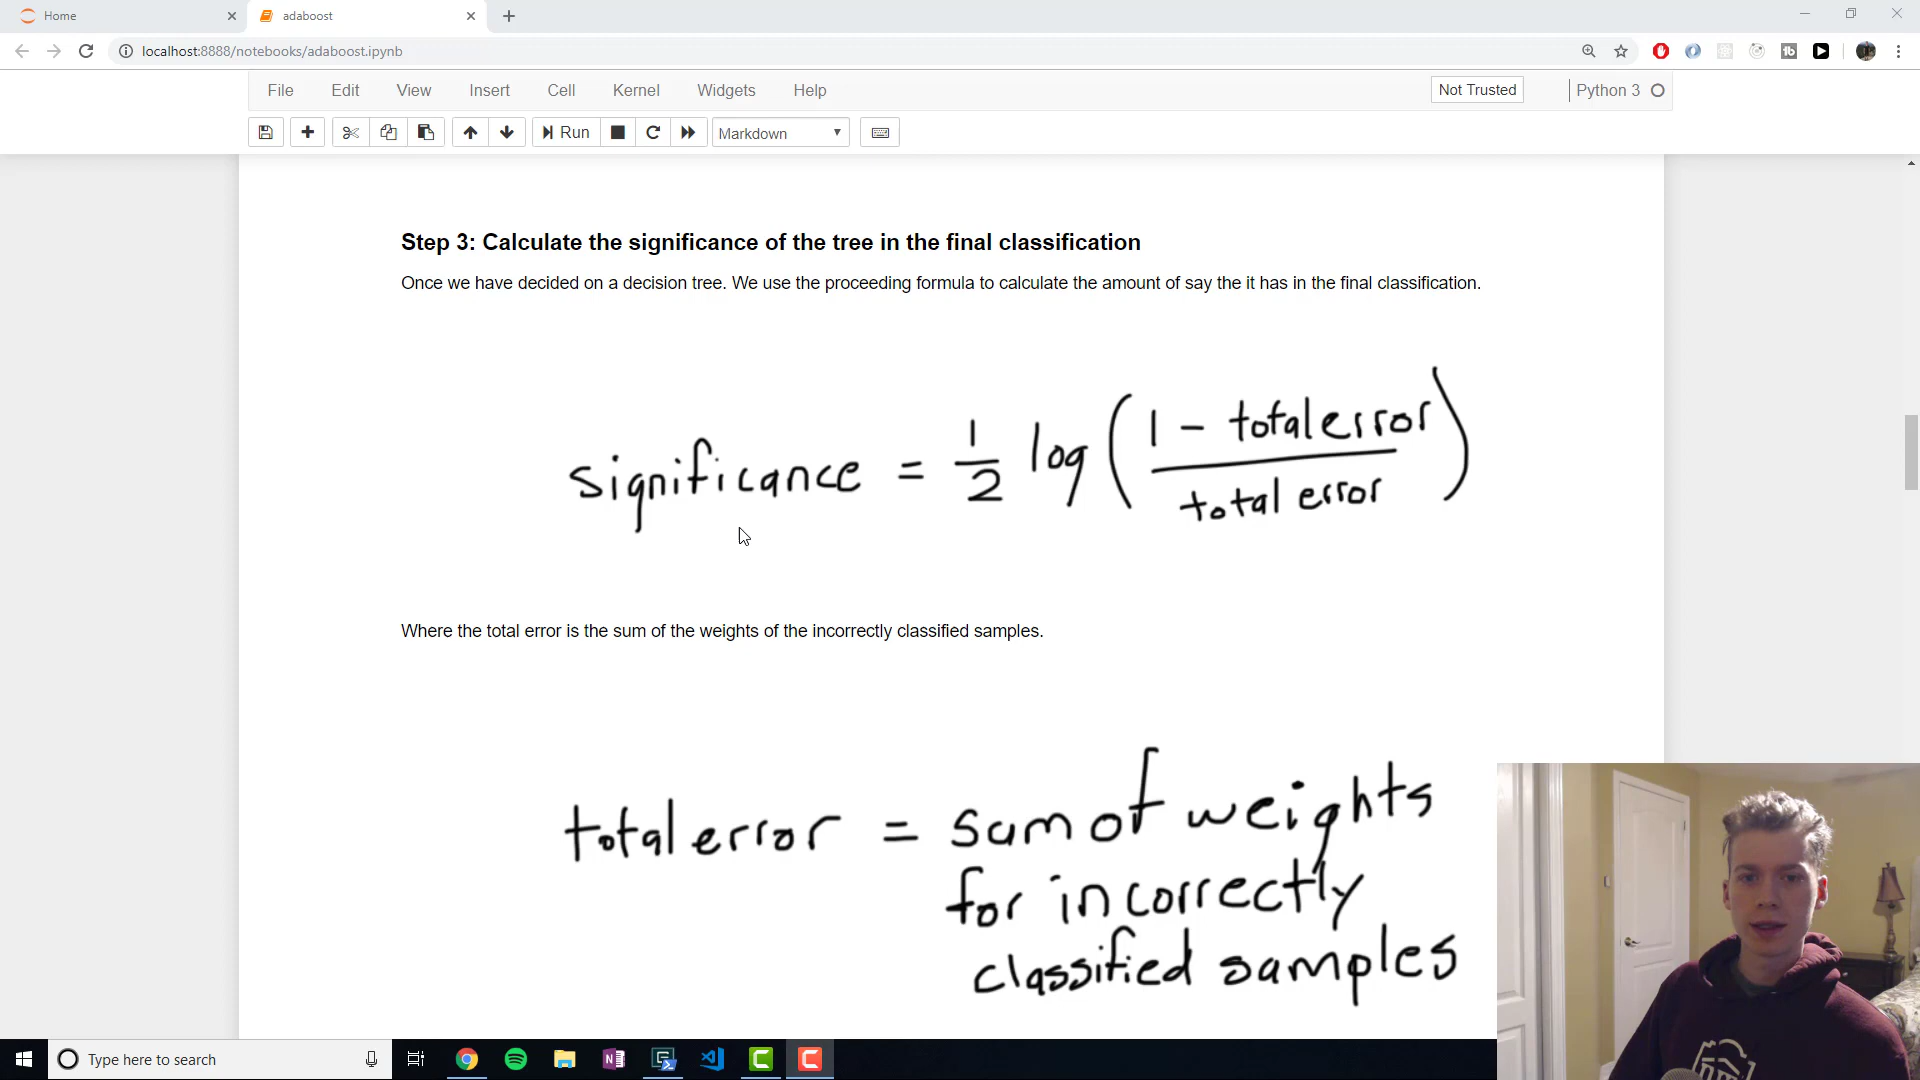 Home
adaboost
localhost:8888/notebooks/adaboost.ipynb
File Edit View Insert Cell Kernel Widgets Help
Not Trusted
Python 3
Run
Markdown
Step 3: Calculate the significance of the tree in the final classification
Once we have decided on a decision tree. We use the proceeding formula to calculate the amount of say the it has in the final classification.
significance = 1/2 log ( 1 - total error / total error )
Where the total error is the sum of the weights of the incorrectly classified samples.
total error = sum of weights
for incorrectly
classified samples
Type here to search